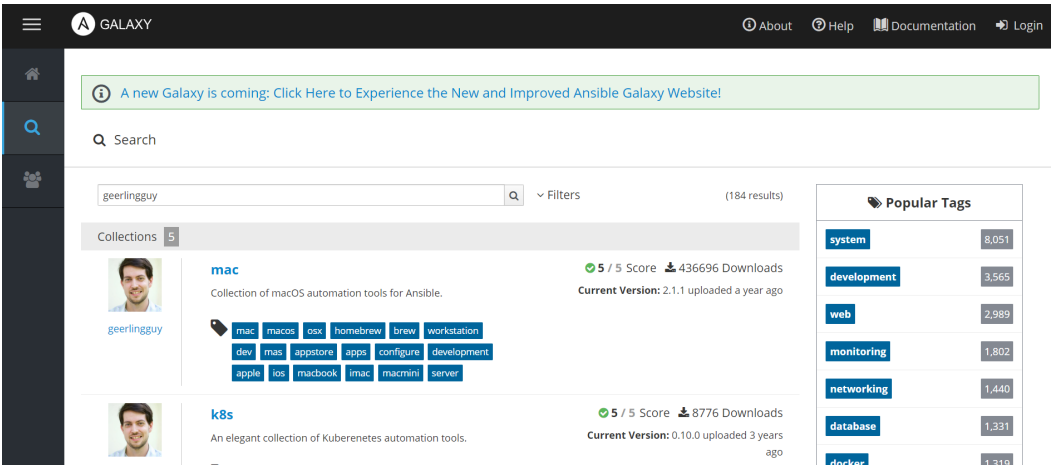 GALAXY
About
Help
Documentation
Login
A new Galaxy is coming: Click Here to Experience the New and Improved Ansible Galaxy Website!
Search
geerlingguy
Filters
(184 results)
Collections 5
mac
5 / 5 Score 436696 Downloads
Collection of macOS automation tools for Ansible.
Current Version: 2.1.1 uploaded a year ago
geerlingguy
mac macos osx homebrew brew workstation
dev mas appstore apps configure development
apple ios macbook imac macmini server
k8s
5 / 5 Score 8776 Downloads
An elegant collection of Kuberenetes automation tools.
Current Version: 0.10.0 uploaded 3 years
ago
Popular Tags
system 8,051
development 3,565
web 2,989
monitoring 1,802
networking 1,440
database 1,331
docker 1,319